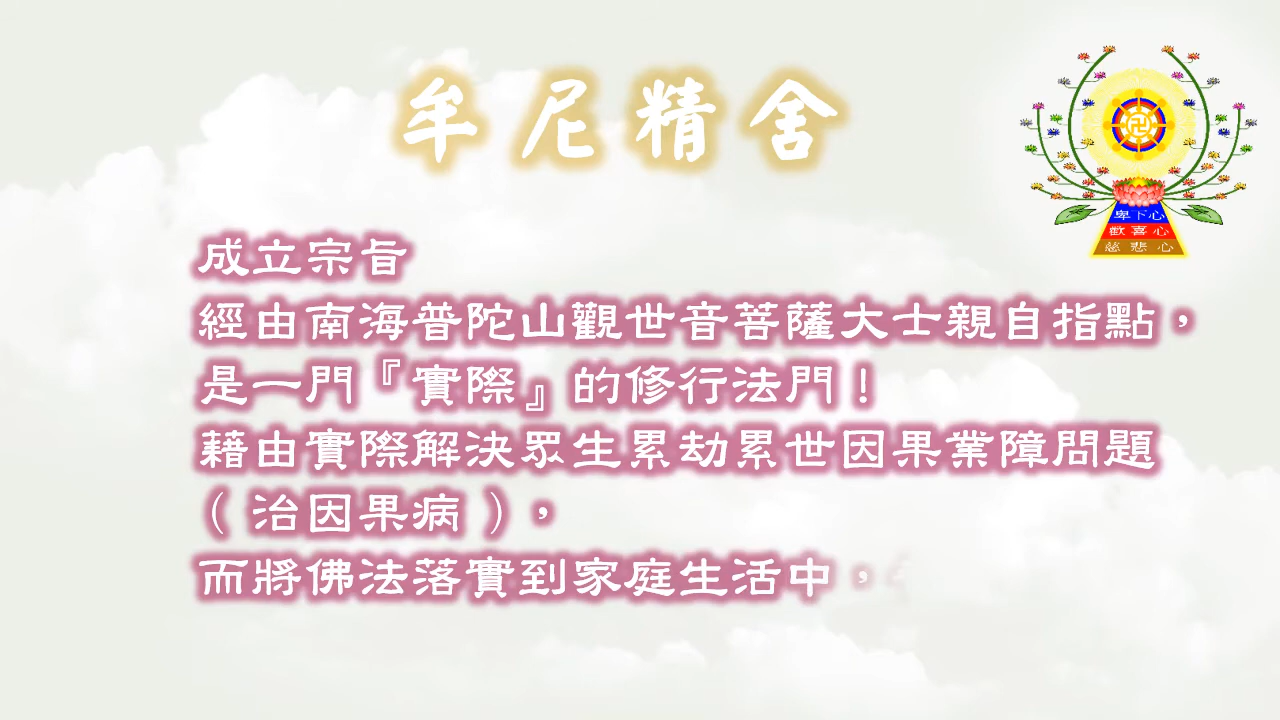 牟尼精舍
卍
卑下心
歡喜心
慈悲心
成立宗旨
經由南海普陀山觀世音菩薩大士親自指點，
是一門『實際』的修行法門！
藉由實際解決眾生累劫累世因果業障問題
（治因果病），
而將佛法落實到家庭生活中，